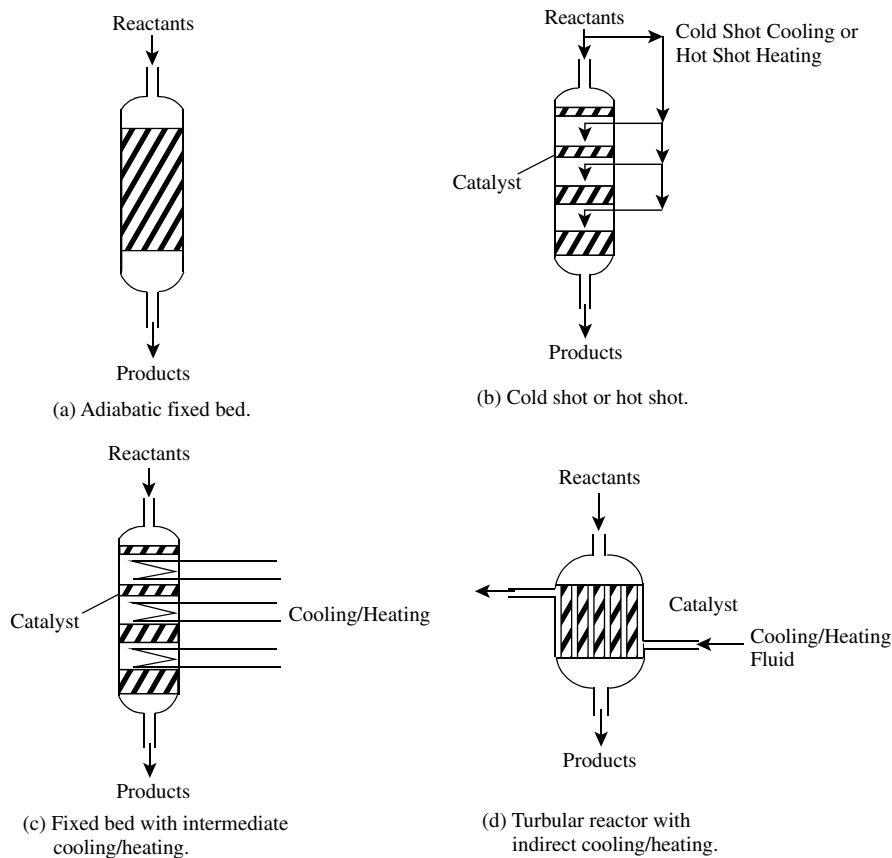 Reactants
Products
(a) Adiabatic fixed bed.
Reactants
Cold Shot Cooling or
Hot Shot Heating
Catalyst
Products
(b) Cold shot or hot shot.
Reactants
Catalyst
Cooling/Heating
Products
(c) Fixed bed with intermediate
cooling/heating.
Reactants
Catalyst
Cooling/Heating
Fluid
Products
(d) Turbular reactor with
indirect cooling/heating.